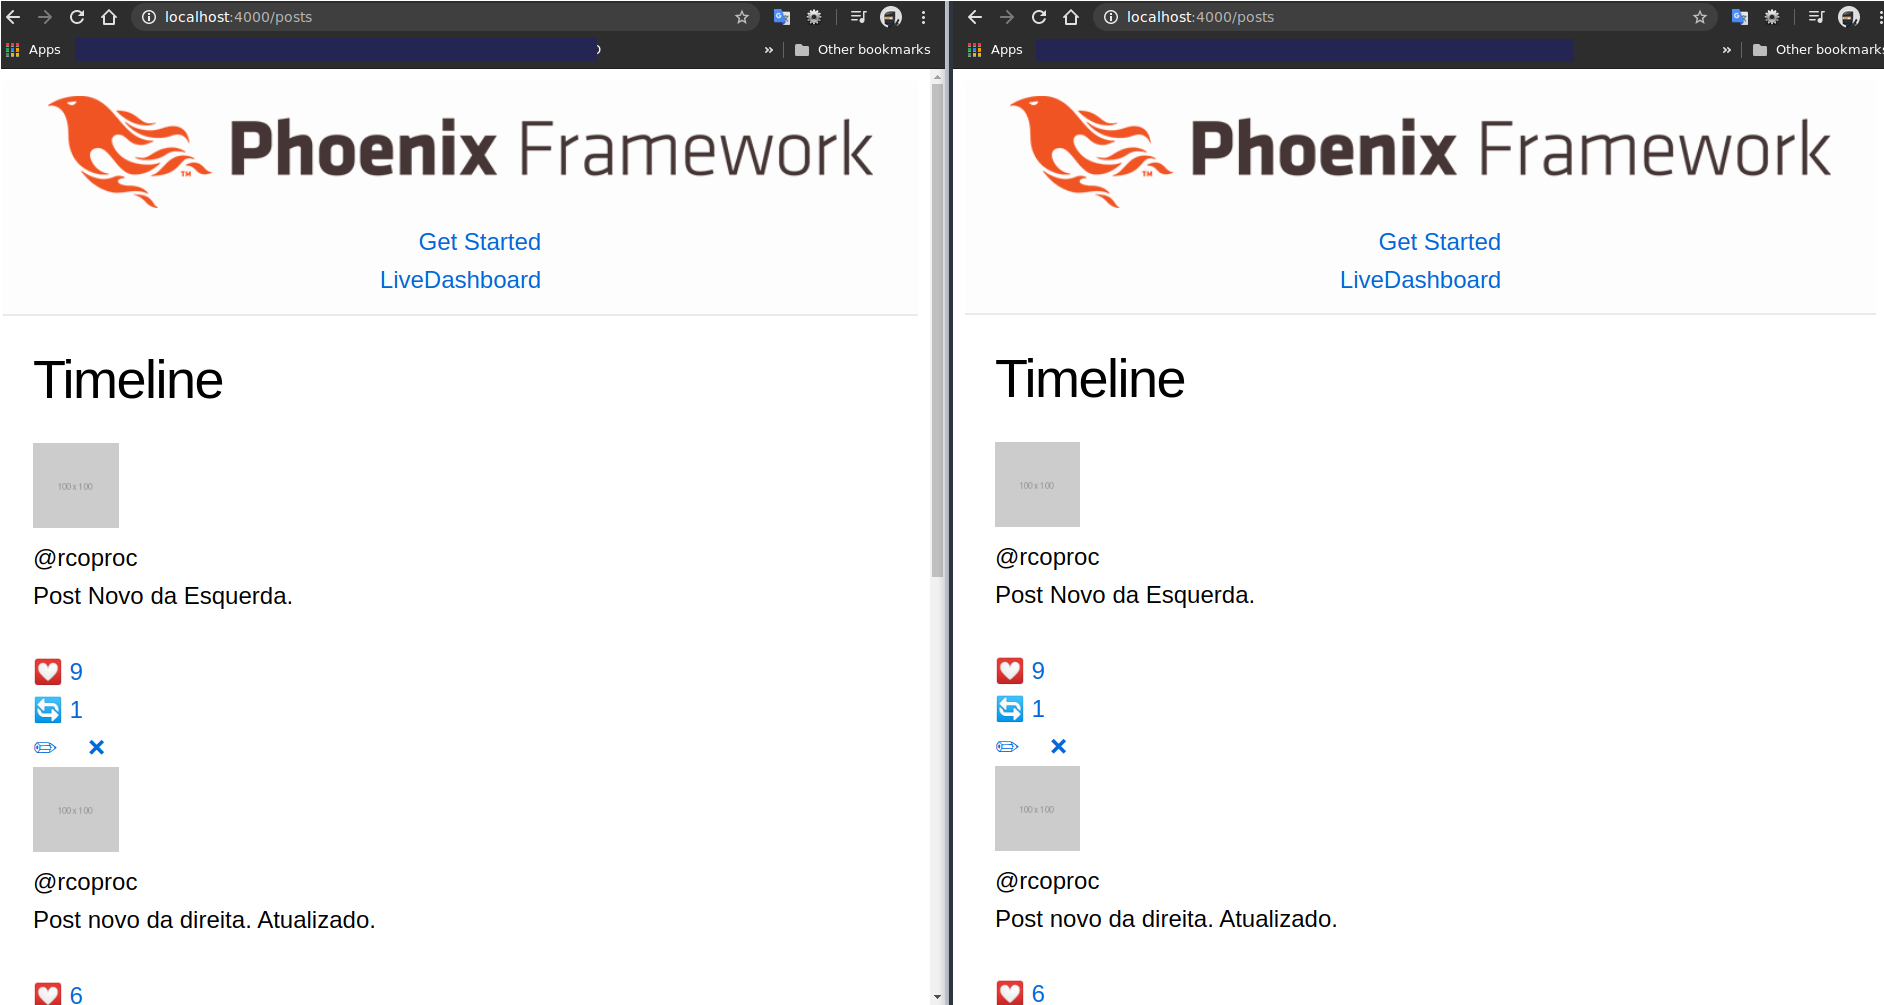 localhost:4000/posts
Apps
» Other bookmarks
Phoenix Framework
TM
Get Started
LiveDashboard
Timeline
100 x 100
@rcoproc
Post Novo da Esquerda.
9
1
100 x 100
@rcoproc
Post novo da direita. Atualizado.
6
localhost:4000/posts
Apps
» Other bookmarks
Phoenix Framework
TM
Get Started
LiveDashboard
Timeline
100 x 100
@rcoproc
Post Novo da Esquerda.
9
1
100 x 100
@rcoproc
Post novo da direita. Atualizado.
6